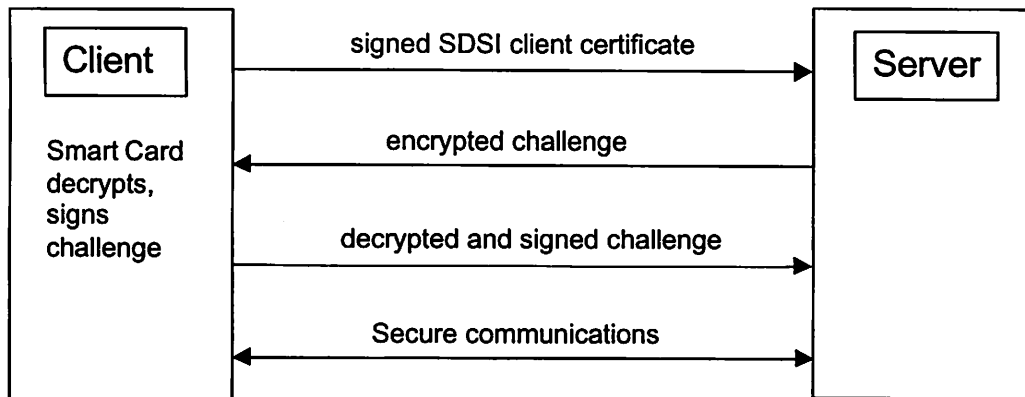 Client
signed SDSI client certificate
Server
Smart Card
decrypts,
signs
challenge
encrypted challenge
decrypted and signed challenge
Secure communications